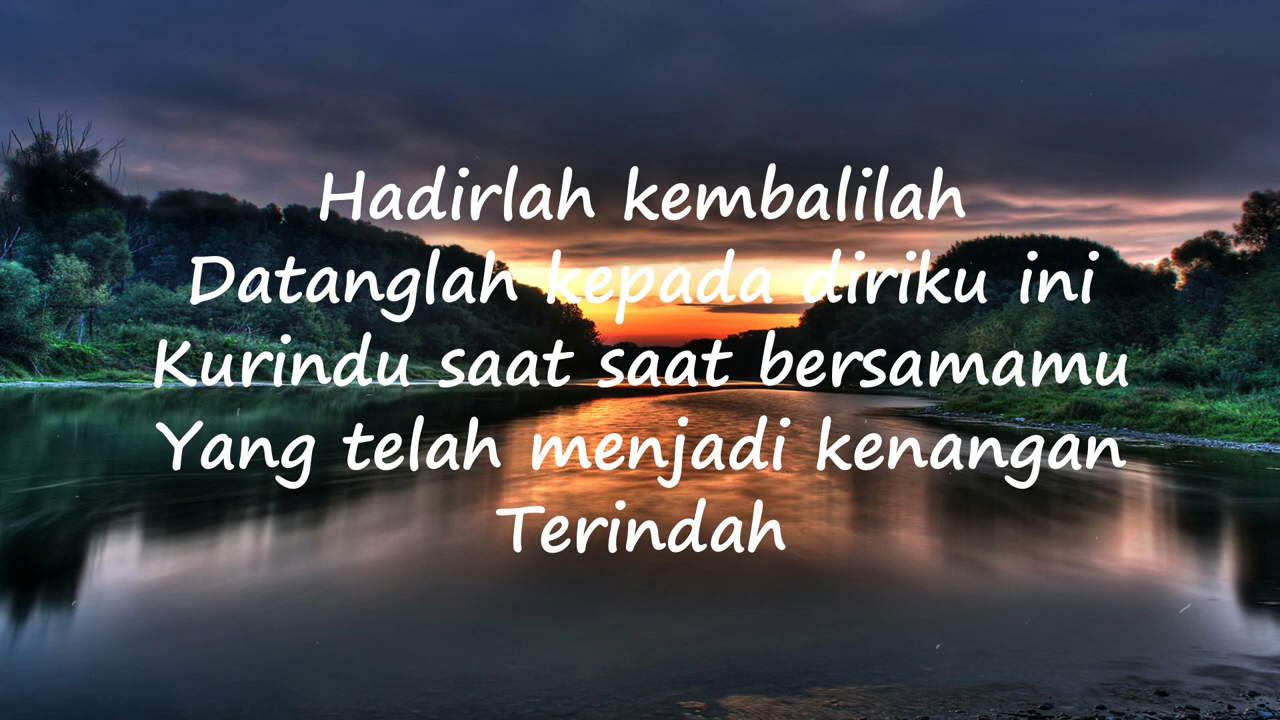 Hadirlah kembalilah
Datanglah kepada diriku ini
Kurindu saat saat bersamamu
Yang telah menjadi kenangan
Terindah